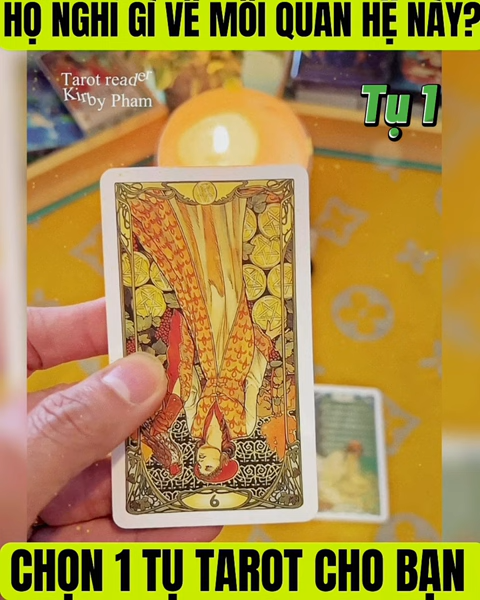 HỌ NGHĨ GÌ VỀ MỐI QUAN HỆ NÀY?
Tarot reader
Kirby Pham
Tụ 1
9
CHỌN 1 TỤ TAROT CHO BẠN